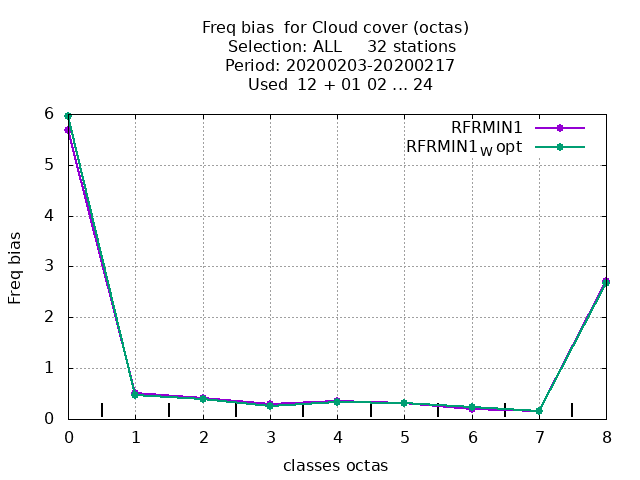 Freq bias  for Cloud cover (octas)
Selection: ALL     32 stations
Period: 20200203-20200217
Used  12 + 01 02 ... 24
RFRMIN1
RFRMIN1W opt
6
5
4
3
2
1
0
Freq bias
0 1 2 3 4 5 6 7 8
classes octas